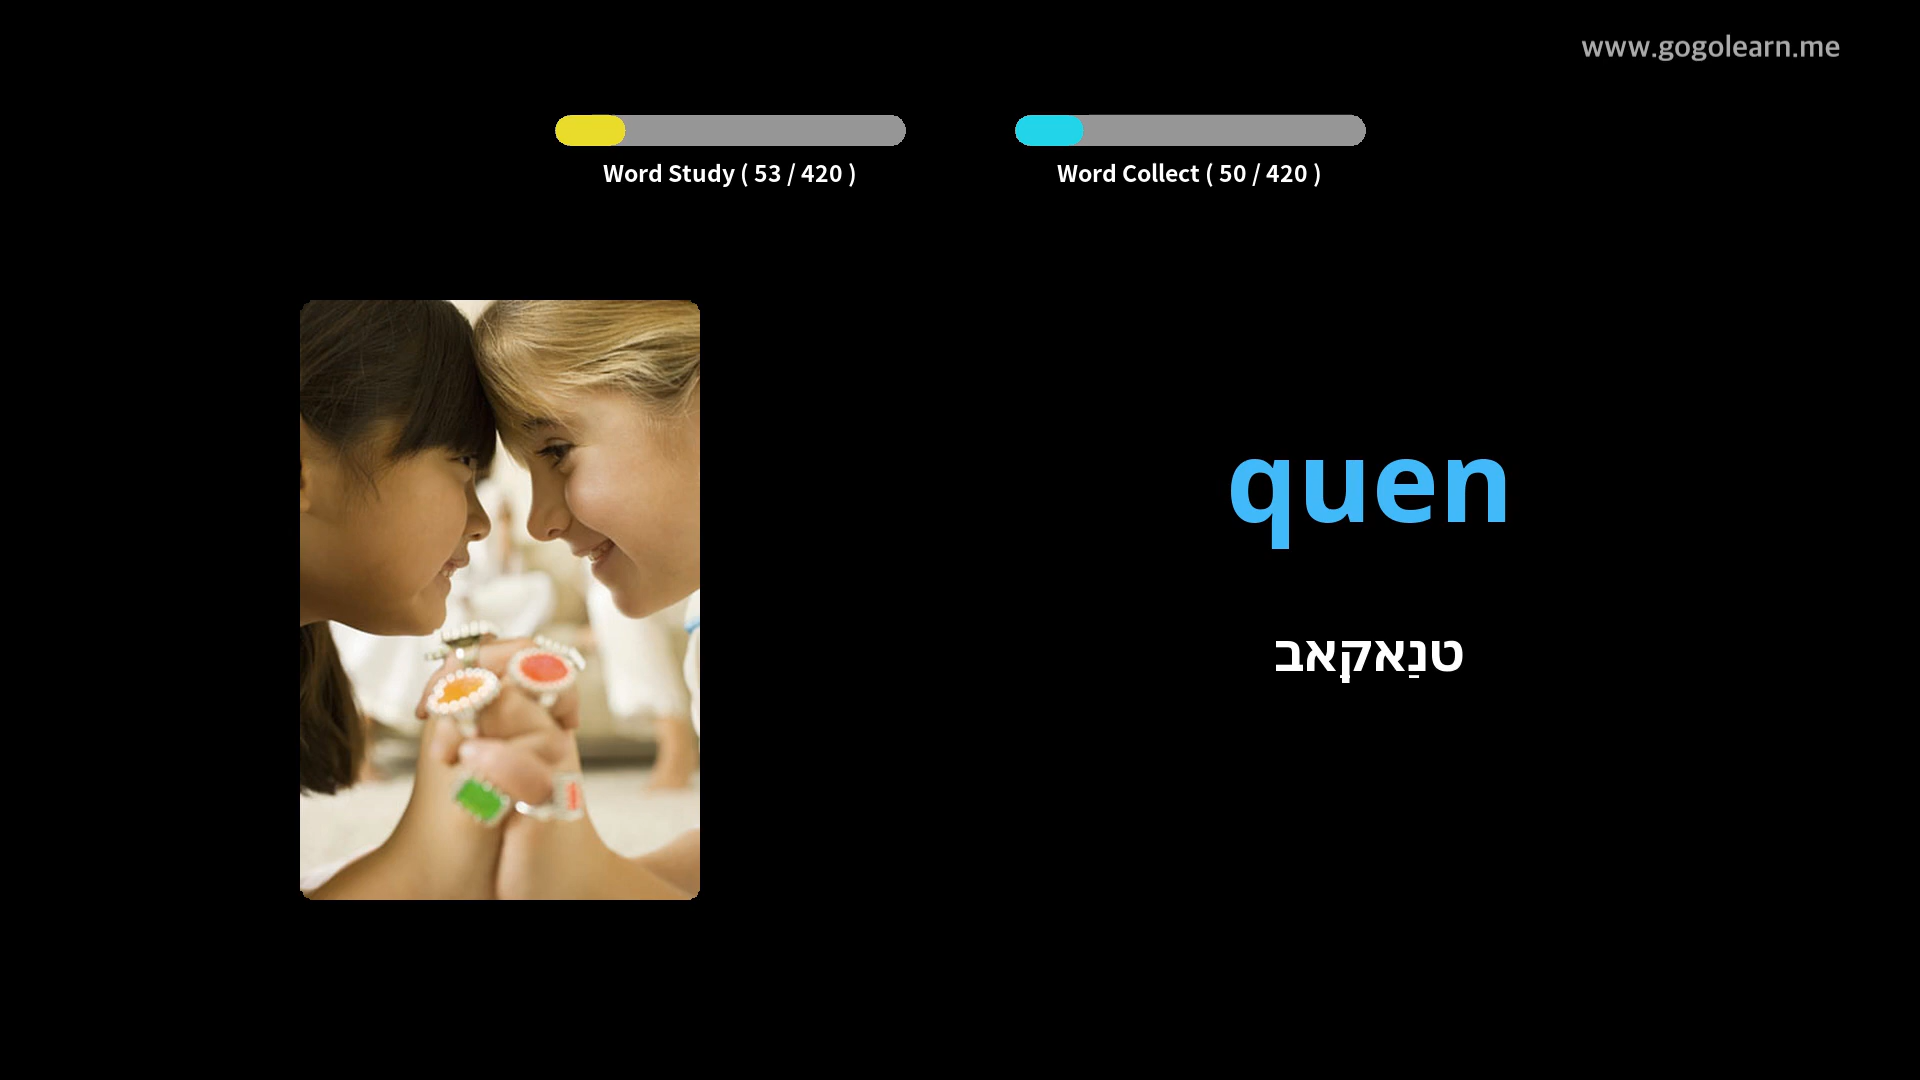 www.gogolearn.me
Word Study ( 53 / 420 )
Word Collect ( 50 / 420 )
quen
טנַאקָאב